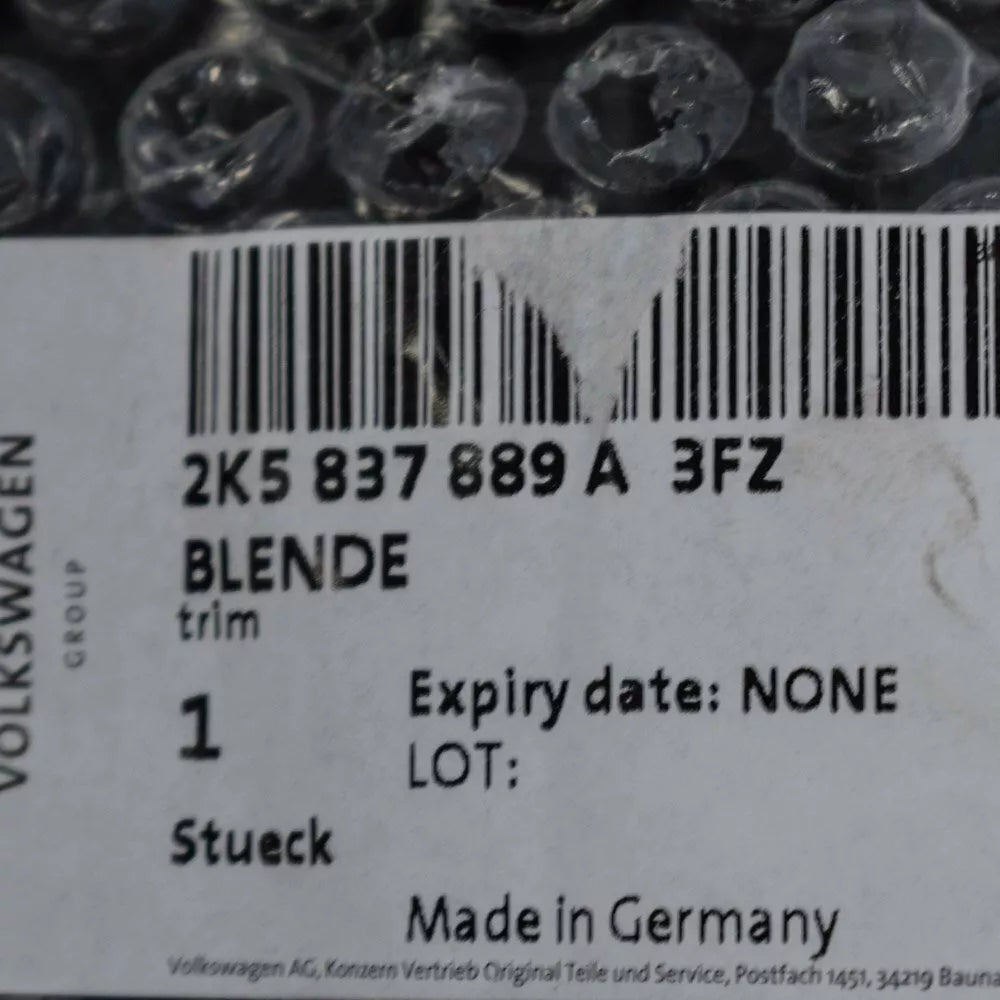 VOLKSWAGEN
GROUP
2K5 837 889 A 3FZ
BLENDE
trim
1
Expiry date: NONE
LOT:
Stueck
Made in Germany
Volkswagen AG, Konzern Vertrieb Original Teile und Service, Postfach 1451, 34219 Bauna